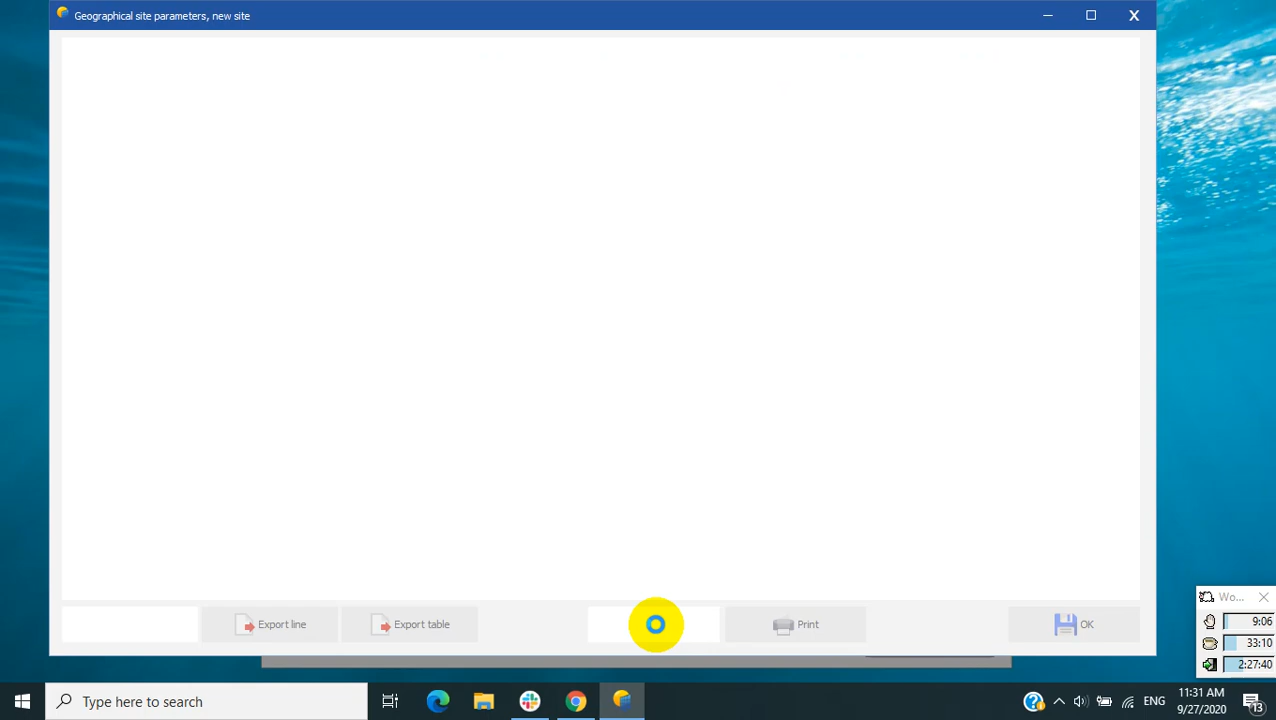 Geographical site parameters, new site
Export line
Export table
Print
OK
Wo...
9:06
33:10
2:27:40
Type here to search
ENG
11:31 AM
9/27/2020
13